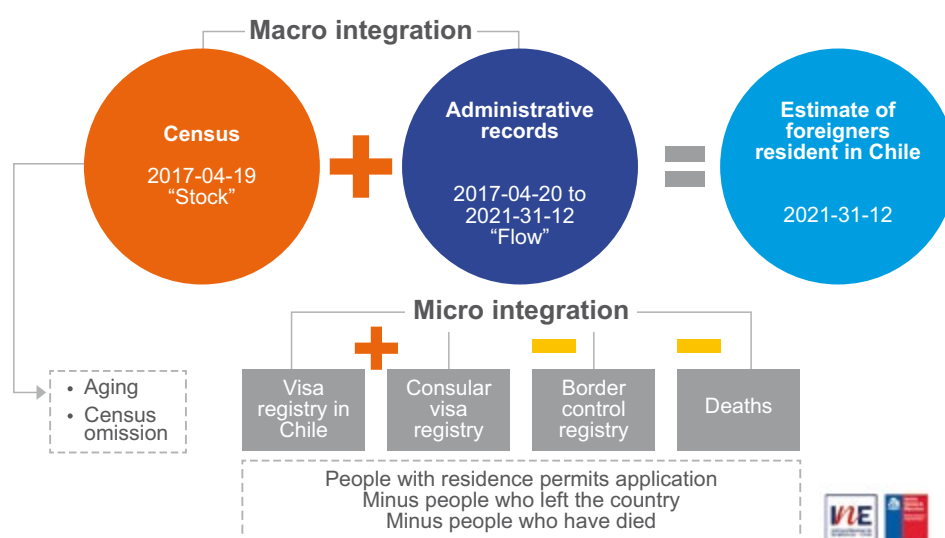 Macro integration
Census
2017-04-19
“Stock”
Administrative
records
2017-04-20 to
2021-31-12
“Flow”
Estimate of
foreigners
resident in Chile
2021-31-12
Micro integration
• Aging
• Census
omission
Visa
registry in
Chile
Consular
visa
registry
Border
control
registry
Deaths
People with residence permits application
Minus people who left the country
Minus people who have died
INE